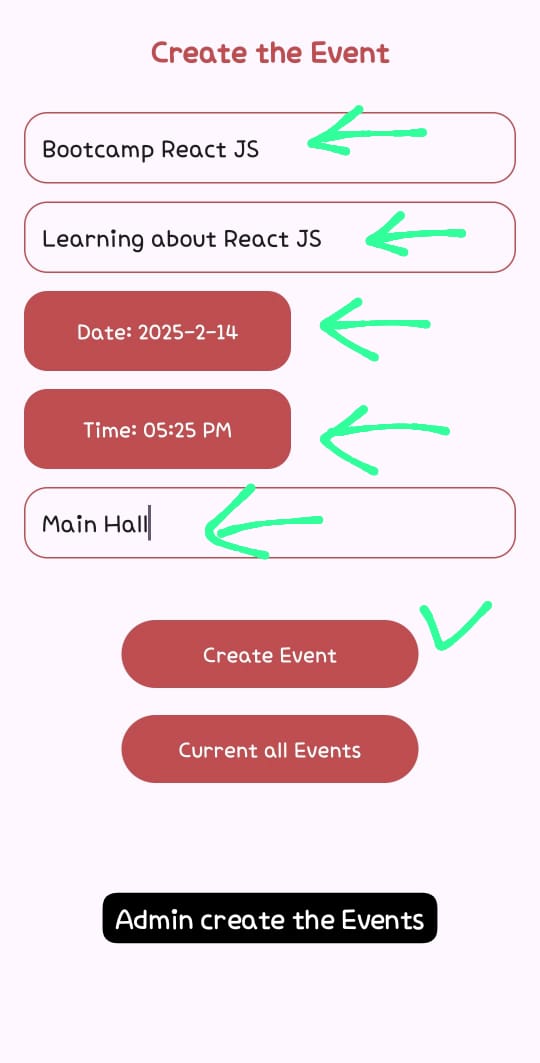 Create the Event
Bootcamp React JS
Learning about React JS
Date: 2025-2-14
Time: 05:25 PM
Main Hall
Create Event
Current all Events
Admin create the Events